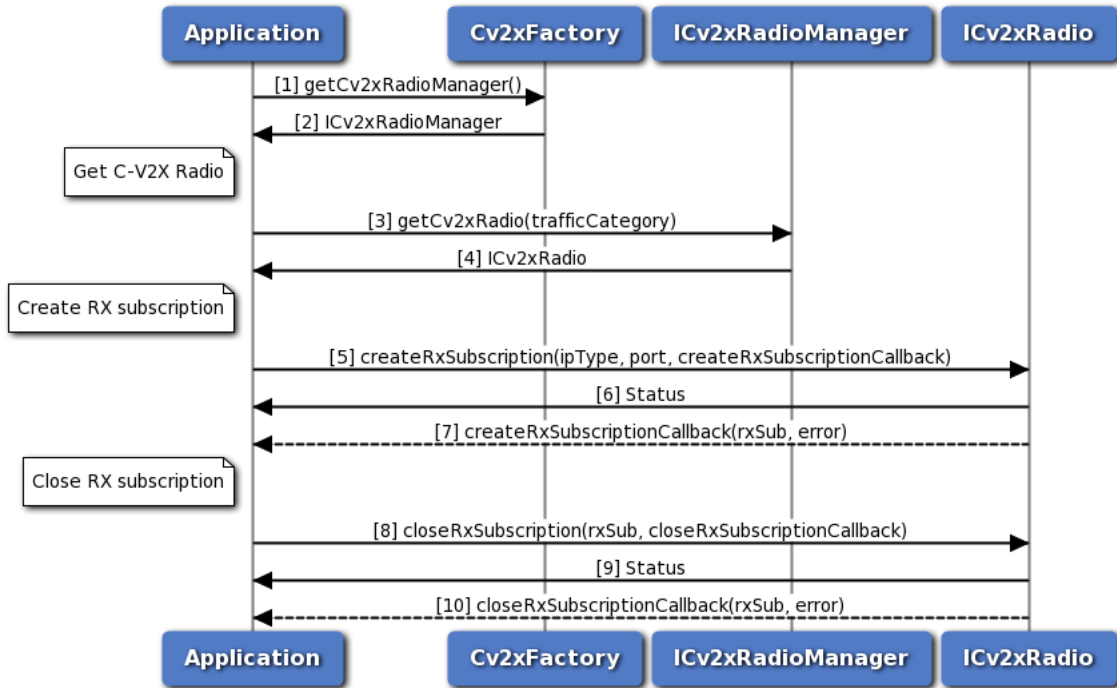 Application Cv2xFactory ICv2xRadioManager ICv2xRadio
[1] getCv2xRadioManager()
[2] ICv2xRadioManager
Get C-V2X Radio
[3] getCv2xRadio(trafficCategory)
[4] ICv2xRadio
Create RX subscription
[5] createRxSubscription(ipType, port, createRxSubscriptionCallback)
[6] Status
[7] createRxSubscriptionCallback(rxSub, error)
Close RX subscription
[8] closeRxSubscription(rxSub, closeRxSubscriptionCallback)
[9] Status
[10] closeRxSubscriptionCallback(rxSub, error)
Application Cv2xFactory ICv2xRadioManager ICv2xRadio